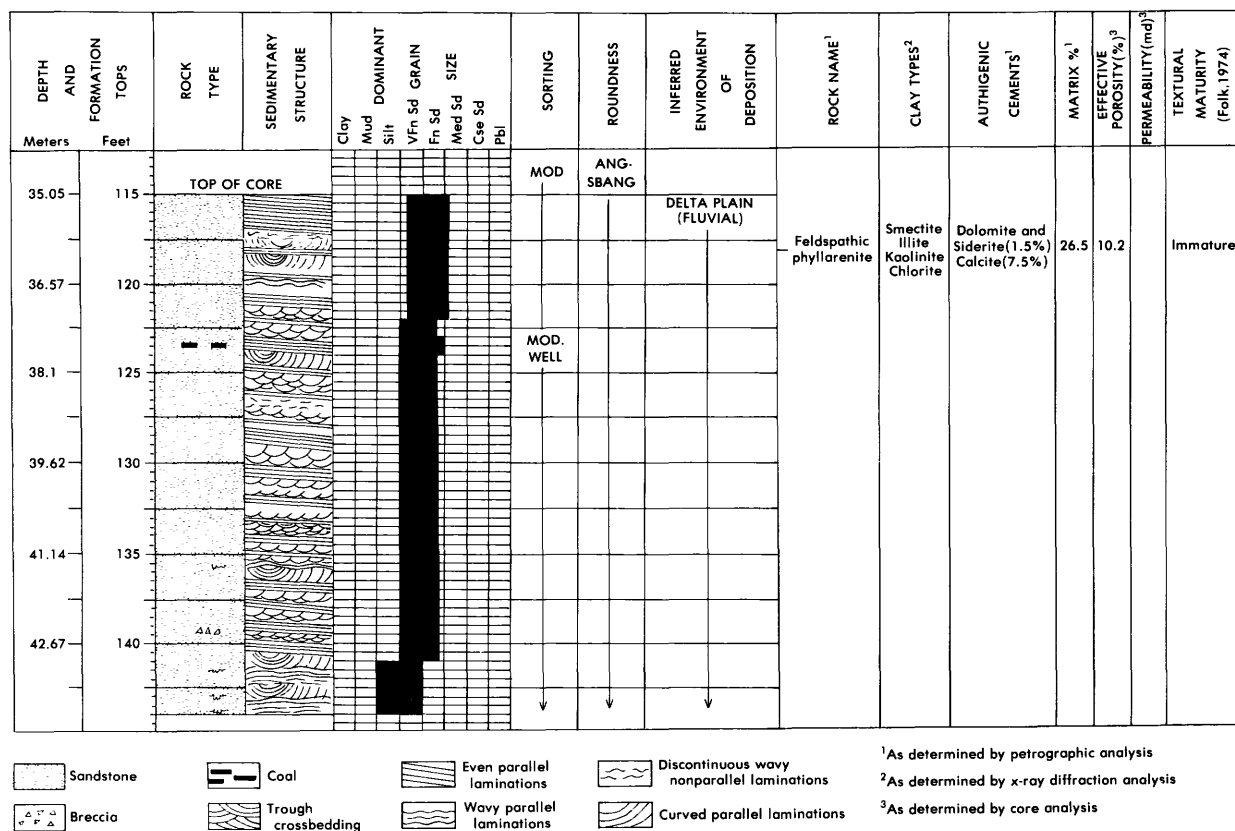 DEPTH AND FORMATION TOPS
Meters Feet
ROCK TYPE
SEDIMENTARY STRUCTURE
DOMINANT GRAIN SIZE
Clay
Mud
Silt
VFn Sd
Fn Sd
Med Sd
Cse Sd
Pbl
SORTING
ROUNDNESS
INFERRED ENVIRONMENT OF DEPOSITION
ROCK NAME¹
CLAY TYPES²
AUTHIGENIC CEMENTS¹
MATRIX %¹
EFFECTIVE POROSITY(%)³
PERMEABILITY(md)³
TEXTURAL MATURITY (Folk.1974)
TOP OF CORE
MOD
ANG-
SBANG
35.05 115
DELTA PLAIN
(FLUVIAL)
Feldspathic
phyllarenite
Smectite
Illite
Kaolinite
Chlorite
Dolomite and
Siderite(1.5%)
Calcite(7.5%)
26.5
10.2
Immature
36.57 120
MOD.
WELL
38.1 125
39.62 130
41.14 135
42.67 140
Sandstone
Coal
Even parallel
laminations
Discontinuous wavy
nonparallel laminations
Breccia
Trough
crossbedding
Wavy parallel
laminations
Curved parallel laminations
¹As determined by petrographic analysis
²As determined by x-ray diffraction analysis
³As determined by core analysis